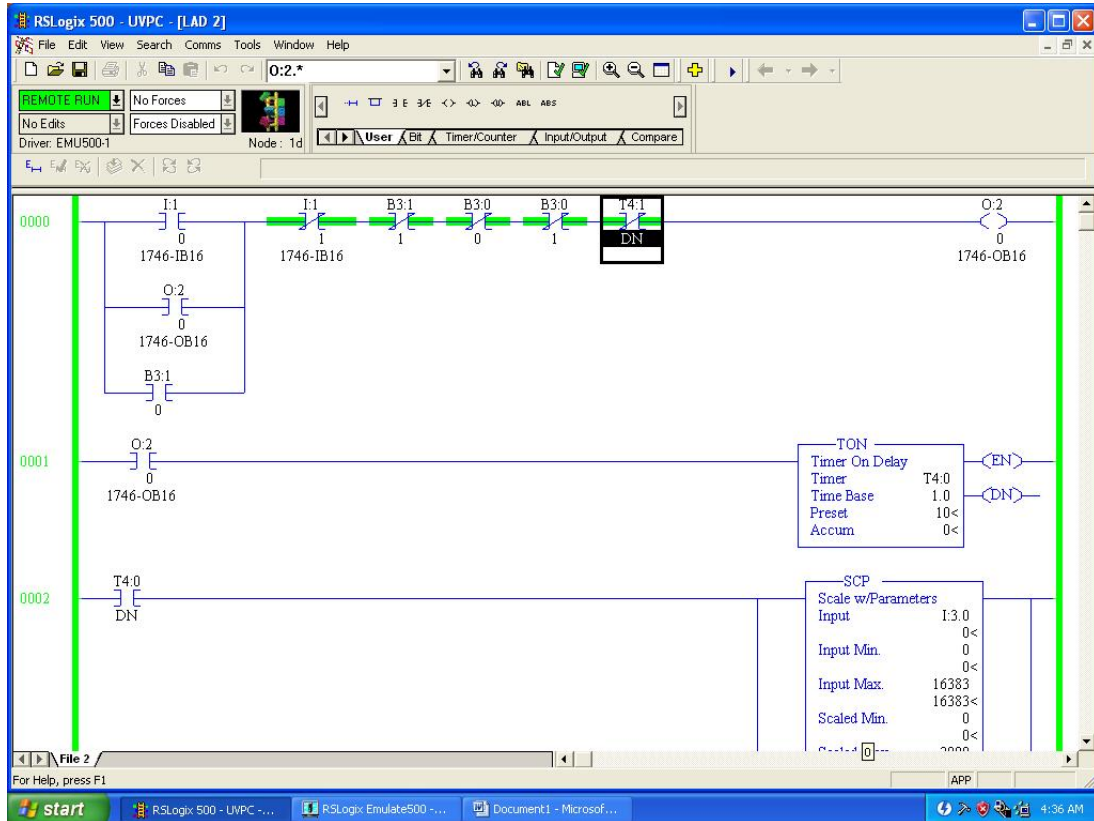 RSLogix 500 - UVPC - [LAD 2]
File Edit View Search Comms Tools Window Help
O:2.*
REMOTE RUN No Forces
No Edits Forces Disabled
Driver: EMU500-1 Node : 1d
ABL ABS
User Bit Timer/Counter Input/Output Compare
0000
I:1 I:1 B3:1 B3:0 B3:0 T4:1 O:2
0 1 1 0 1 DN 0
1746-IB16 1746-IB16 1746-OB16
O:2
0
1746-OB16
B3:1
0
0001
O:2
0
1746-OB16
TON
Timer On Delay
Timer T4:0
Time Base 1.0
Preset 10<
Accum 0<
EN
DN
0002
T4:0
DN
SCP
Scale w/Parameters
Input I:3.0
0<
Input Min. 0
0<
Input Max. 16383
16383<
Scaled Min. 0
0<
0
File 2
For Help, press F1 APP
start RSLogix 500 - UVPC -... RSLogix Emulate500 -... Document1 - Microsof... 4:36 AM